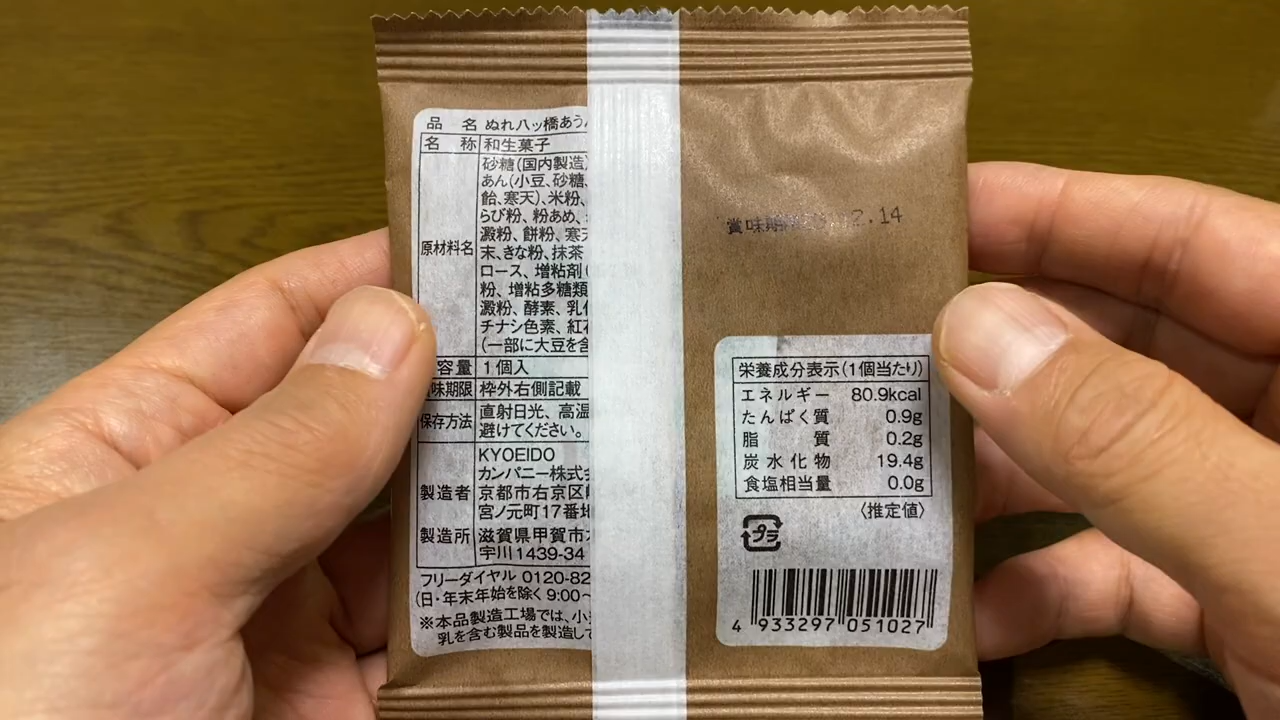 品名 ぬれ八ッ橋あう
名称 和生菓子
原材料名 砂糖(国内製造)
あん(小豆、砂糖、
飴、寒天)、米粉、
らび粉、粉あめ、
澱粉、餅粉、寒天
末、きな粉、抹茶
ロース、増粘剤(
粉、増粘多糖類
澱粉、酵素、乳化
チナシ色素、紅花
(一部に大豆を含
容量 1個入
味期限 枠外右側記載
保存方法 直射日光、高温
避けてください。
製造者 KYOEIDO
カンパニー株式会
京都市右京区
宮ノ元町17番地
製造所 滋賀県甲賀市
宇川1439-34
フリーダイヤル 0120-82
(日・年末年始を除く 9:00~
※本品製造工場では、小麦
乳を含む製品を製造して
賞味期限 2.14
栄養成分表示(1個当たり)
エネルギー 80.9kcal
たんぱく質 0.9g
脂質 0.2g
炭水化物 19.4g
食塩相当量 0.0g
〈推定値〉
プラ
4 933297 051027